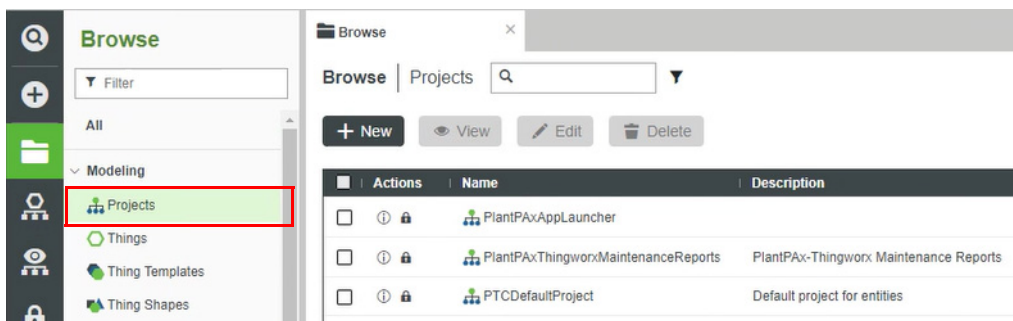 Browse
Filter
All
Modeling
Projects
Things
Thing Templates
Thing Shapes
Browse
Browse Projects
New View Edit Delete
Actions Name Description
PlantPAxAppLauncher
PlantPAxThingworxMaintenanceReports PlantPAx-Thingworx Maintenance Reports
PTCDefaultProject Default project for entities